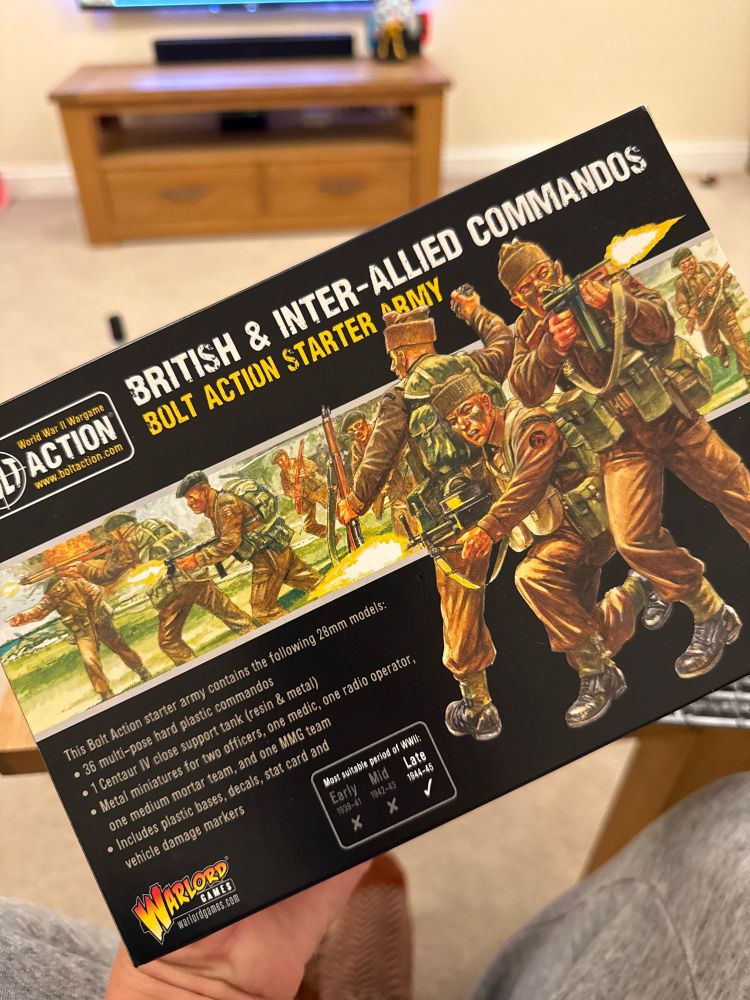 BRITISH & INTER-ALLIED COMMANDOS
BOLT ACTION STARTER ARMY
World War II Wargame
ACTION
www.boltaction.com
This Bolt Action starter army contains the following 28mm models:
• 36 multi-pose hard plastic commandos
• 1 Centaur IV close support tank (resin & metal)
• Metal miniatures for two officers, one medic, one radio operator,
one medium mortar team, and one MMG team
• Includes plastic bases, decals, stat card and
vehicle damage markers
Most suitable period of WWII:
Early Mid Late
1939-41 1942-43 1944-45
✗ ✗ ✓
WARLORD
GAMES
warlordgames.com